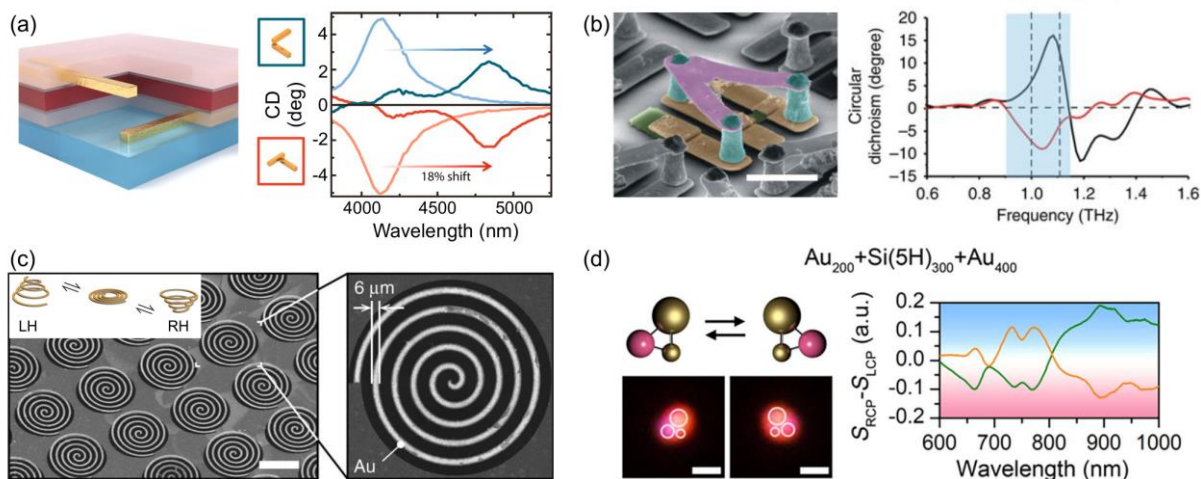 (a)
CD
(deg)
4
2
0
-2
-4
18% shift
4000
4500
5000
Wavelength (nm)
(b)
Circular
dichroism (degree)
20
15
10
5
0
-5
-10
-15
0.6
0.8
1.0
1.2
1.4
1.6
Frequency (THz)
(c)
LH
RH
6 µm
Au
(d)
Au200+Si(5H)300+Au400
SRCP-SLCP (a.u.)
0.2
0.1
0.0
-0.1
-0.2
600
700
800
900
1000
Wavelength (nm)